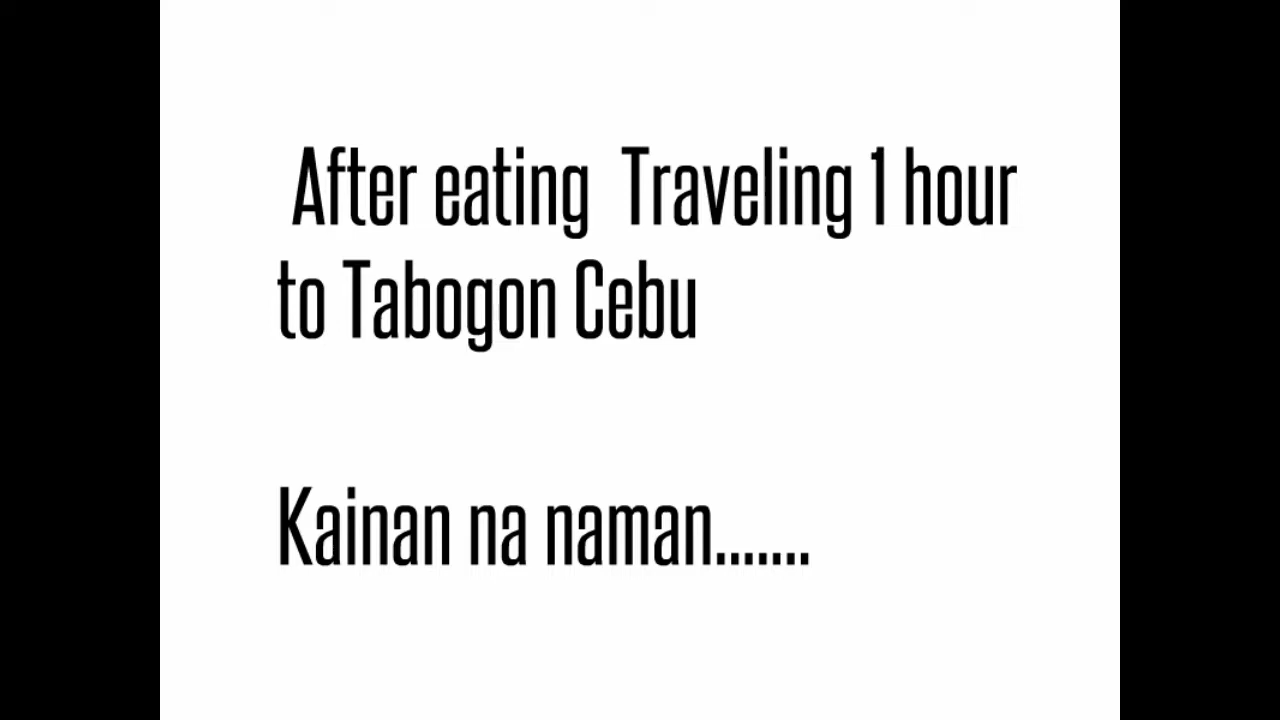 After eating  Traveling 1 hour
to Tabogon Cebu
Kainan na naman.......